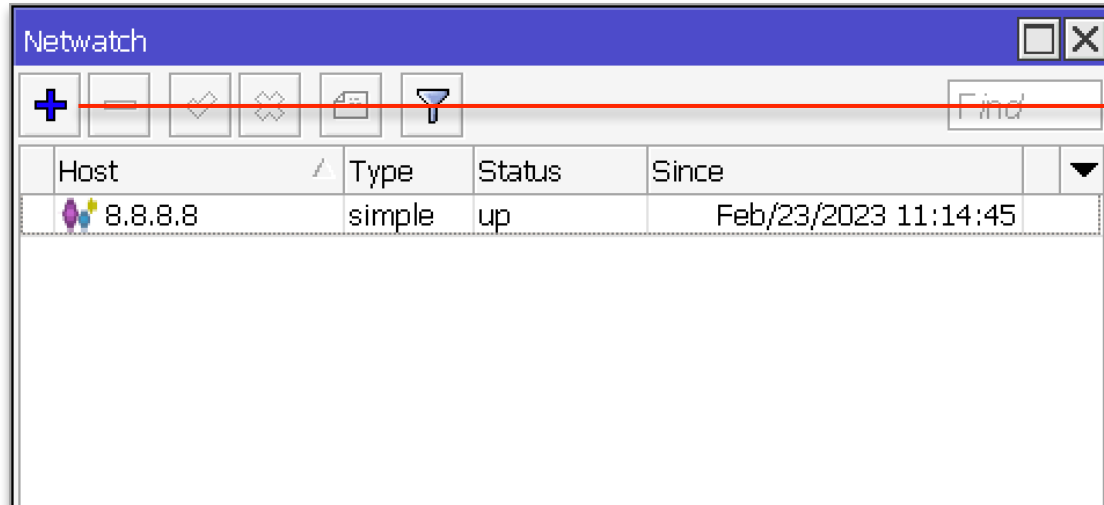 Netwatch
Find
Host Type Status Since
8.8.8.8 simple up Feb/23/2023 11:14:45